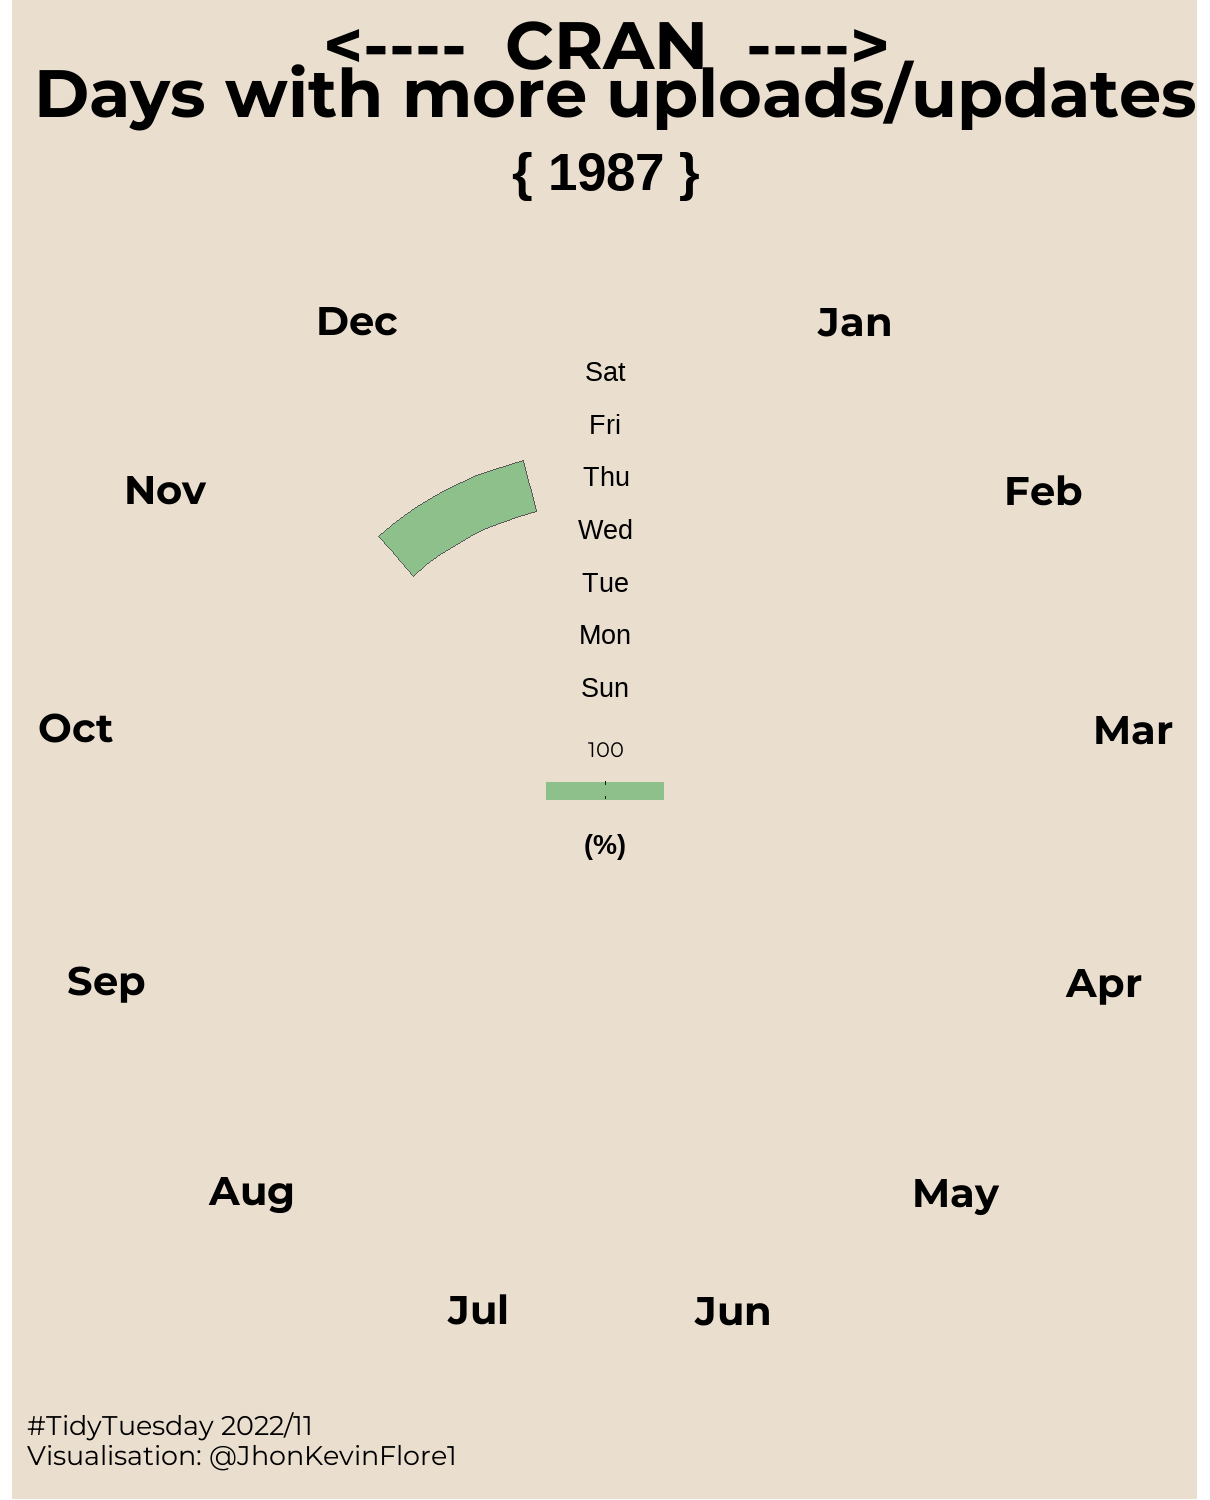 <---- CRAN ---->
Days with more uploads/updates
{ 1987 }
Dec
Jan
Sat
Fri
Thu
Nov
Feb
Wed
Tue
Mon
Sun
Oct
Mar
100
(%)
Sep
Apr
Aug
May
Jul
Jun
#TidyTuesday 2022/11
Visualisation: @JhonKevinFlore1